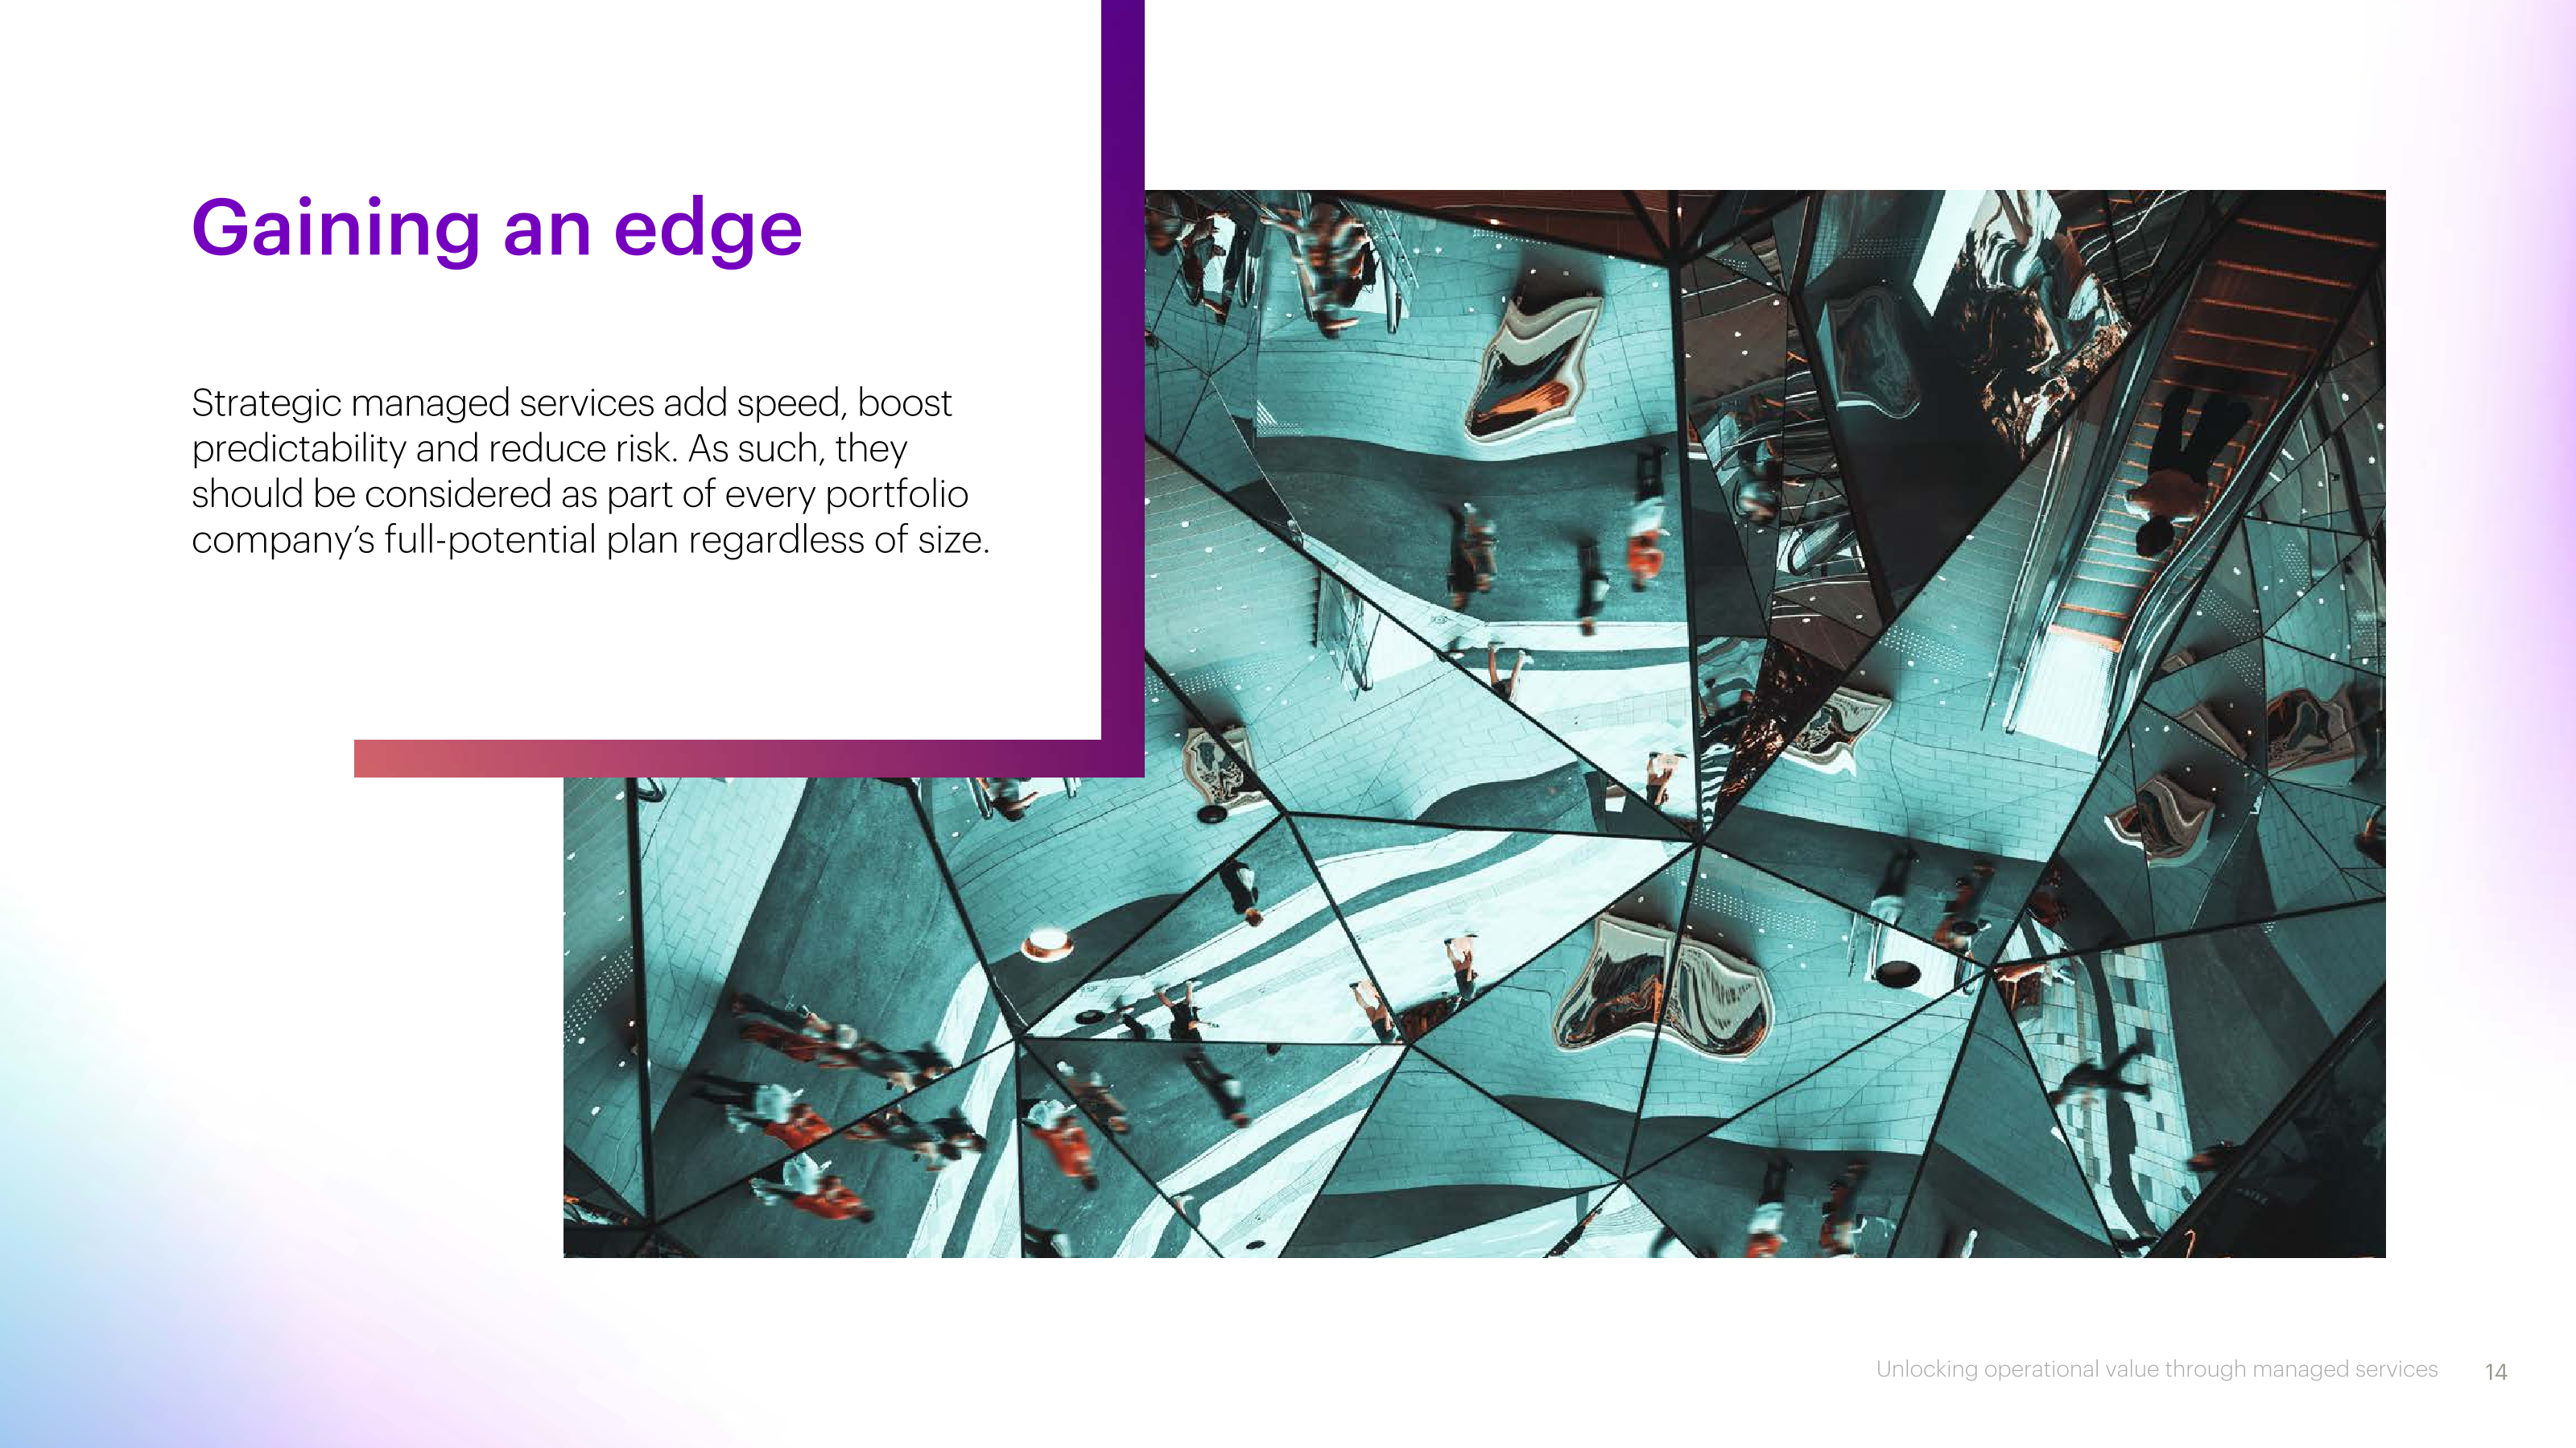 Gaining an edge
Strategic managed services add speed, boost
predictability and reduce risk. As such, they
should be considered as part of every portfolio
company’s full-potential plan regardless of size.
Unlocking operational value through managed services 14